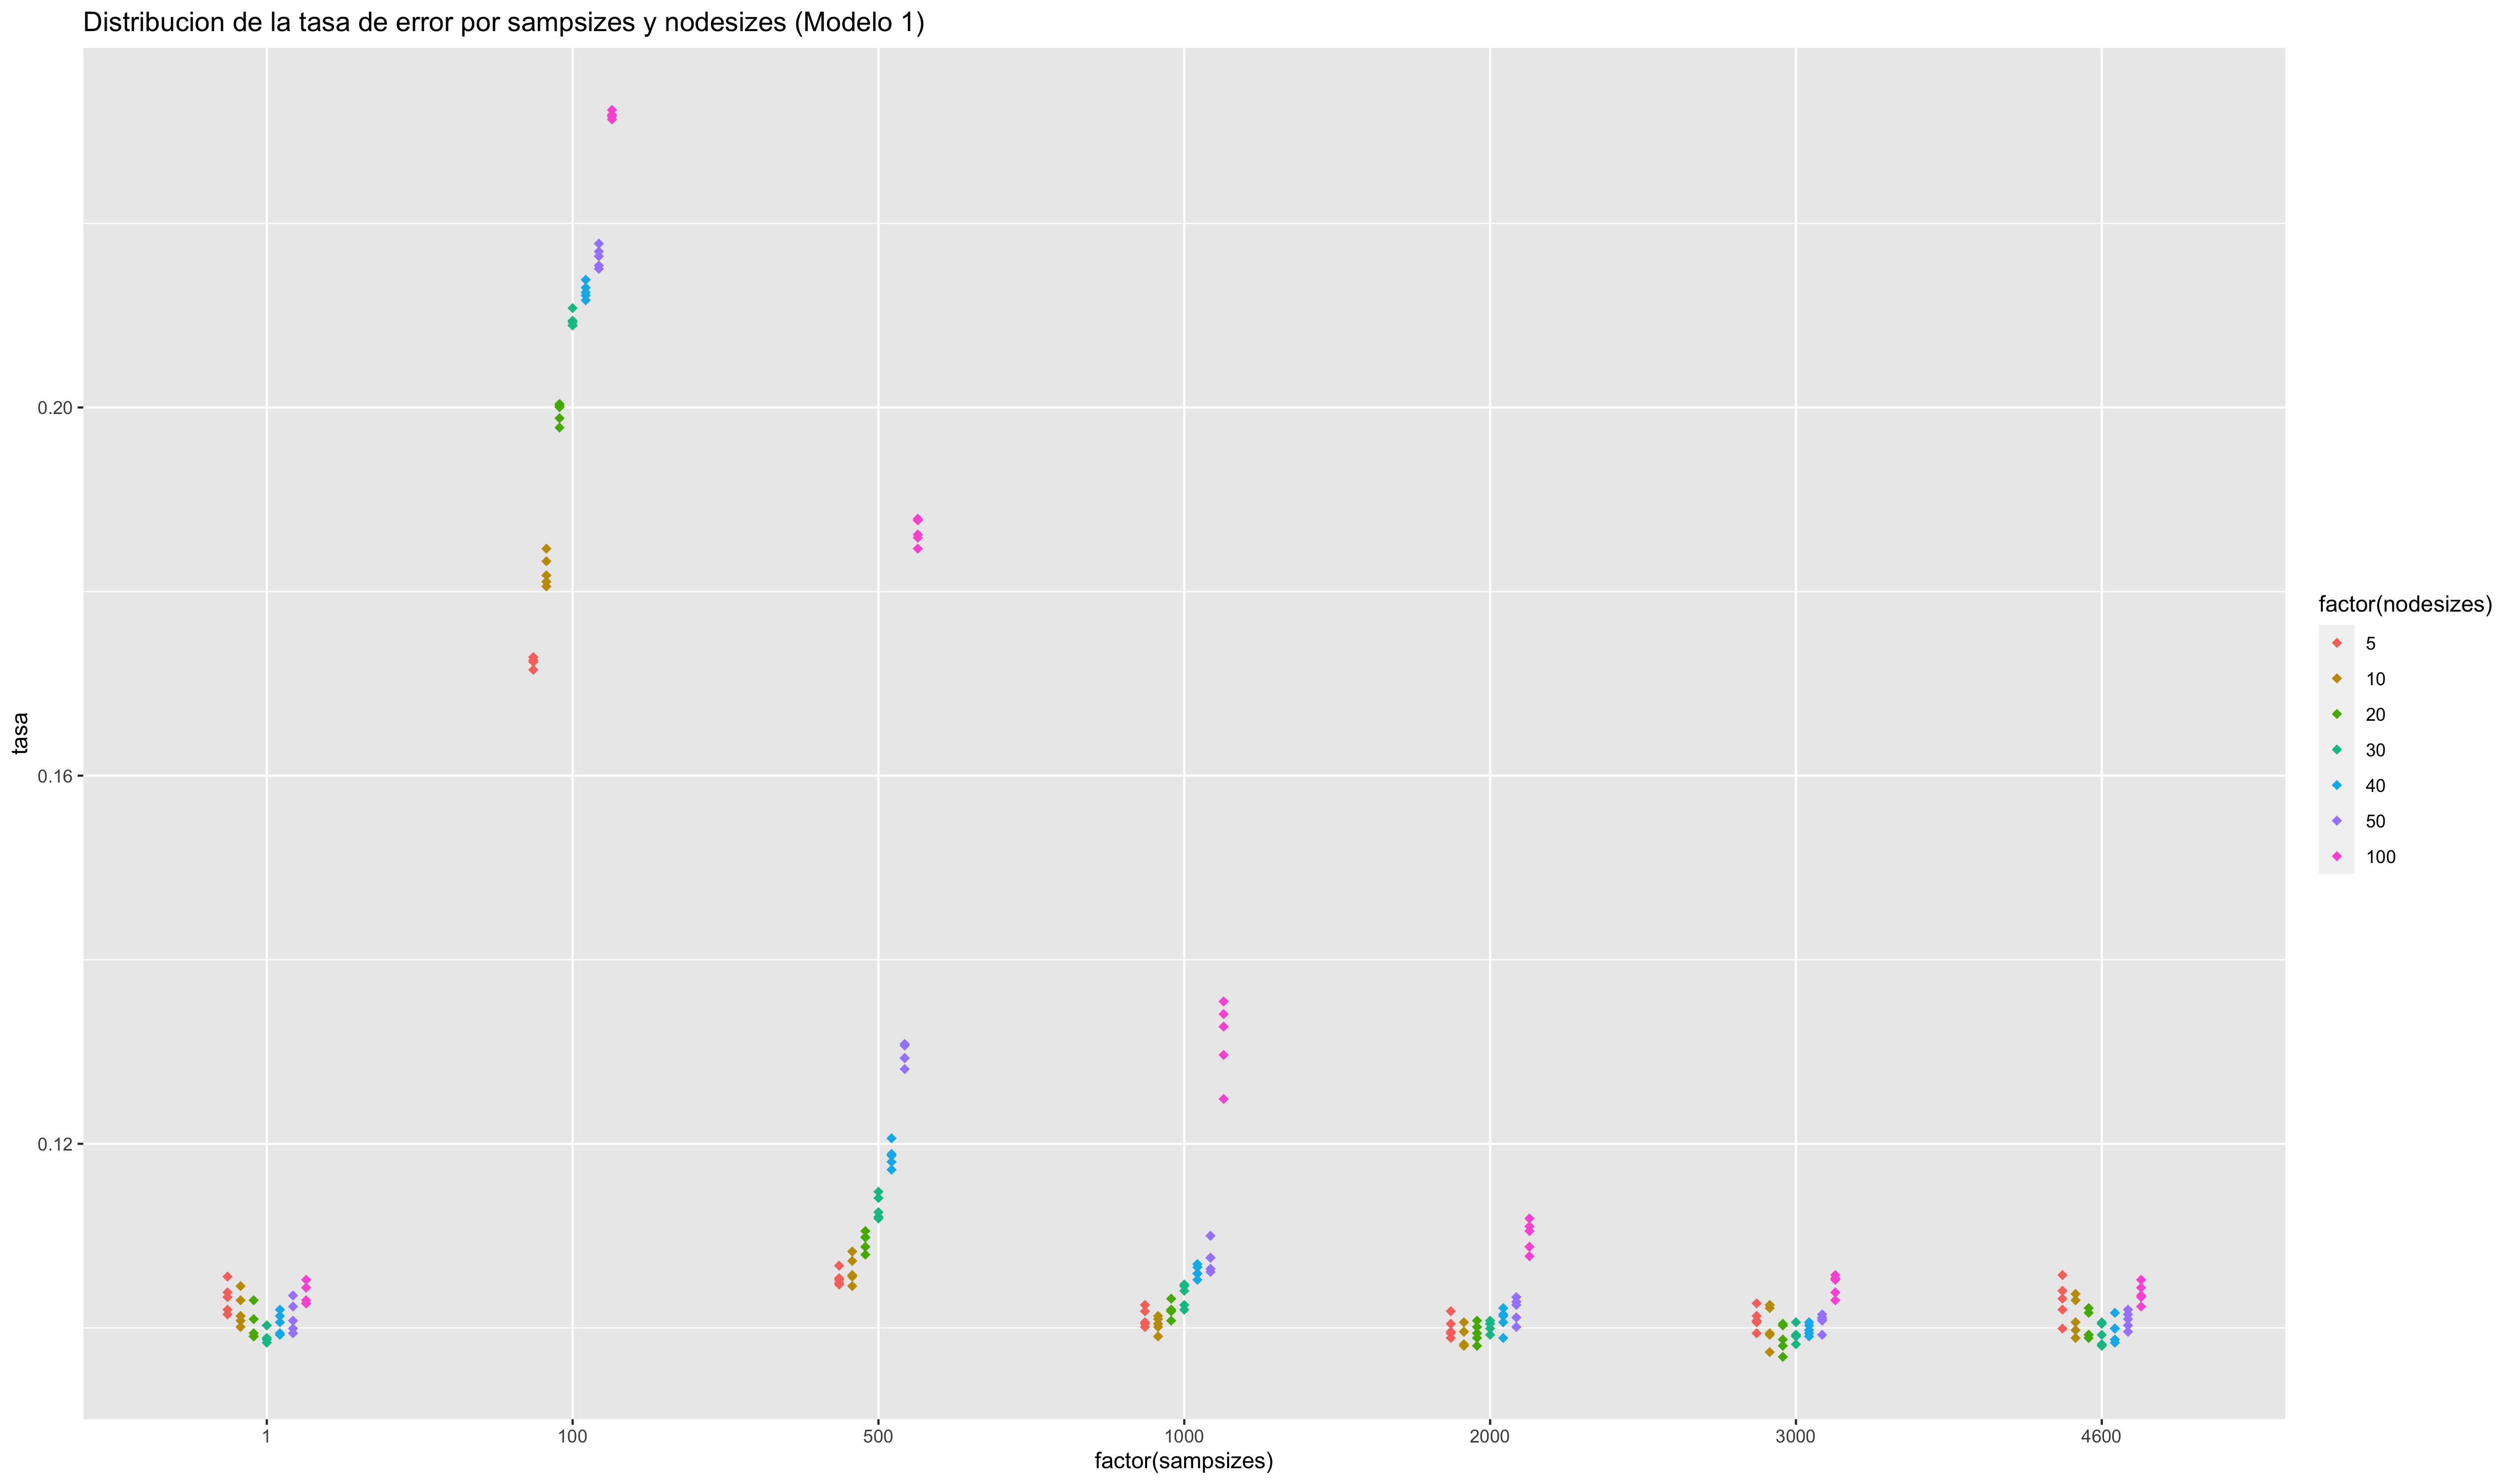 Distribucion de la tasa de error por sampsizes y nodesizes (Modelo 1)
tasa
0.20
0.16
0.12
1 100 500 1000 2000 3000 4600
factor(sampsizes)
factor(nodesizes)
5
10
20
30
40
50
100